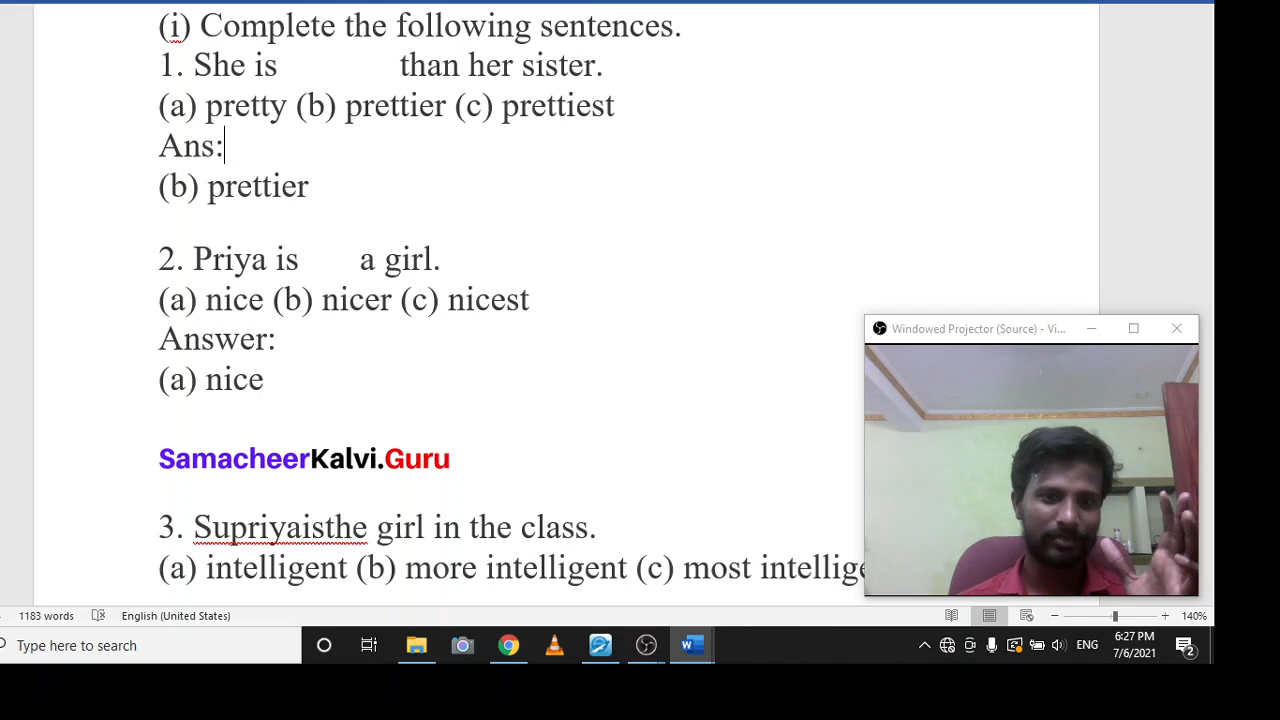 (i) Complete the following sentences.
1. She is than her sister.
(a) pretty (b) prettier (c) prettiest
Ans:
(b) prettier
2. Priya is a girl.
(a) nice (b) nicer (c) nicest
Answer:
(a) nice
SamacheerKalvi.Guru
3. Supriyaisthe girl in the class.
(a) intelligent (b) more intelligent (c) most intellige
Windowed Projector (Source) - Vi...
1183 words English (United States) 140%
Type here to search
ENG
6:27 PM
7/6/2021
2